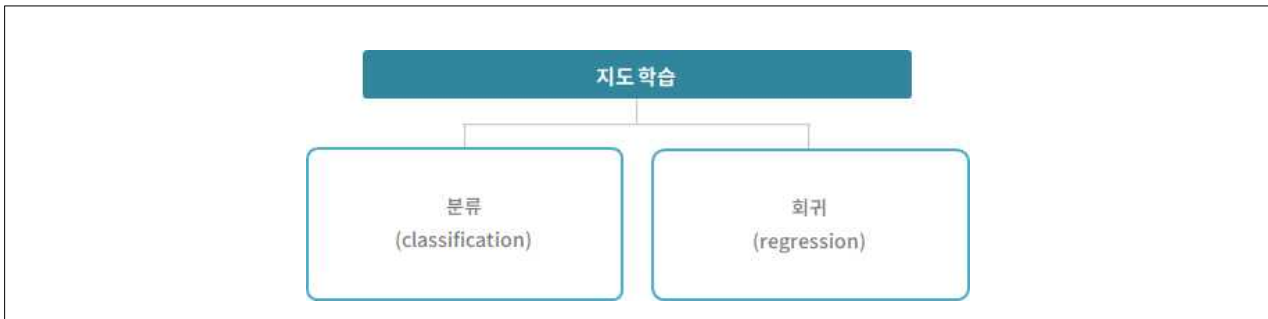 지도 학습
분류
(classification)
회귀
(regression)